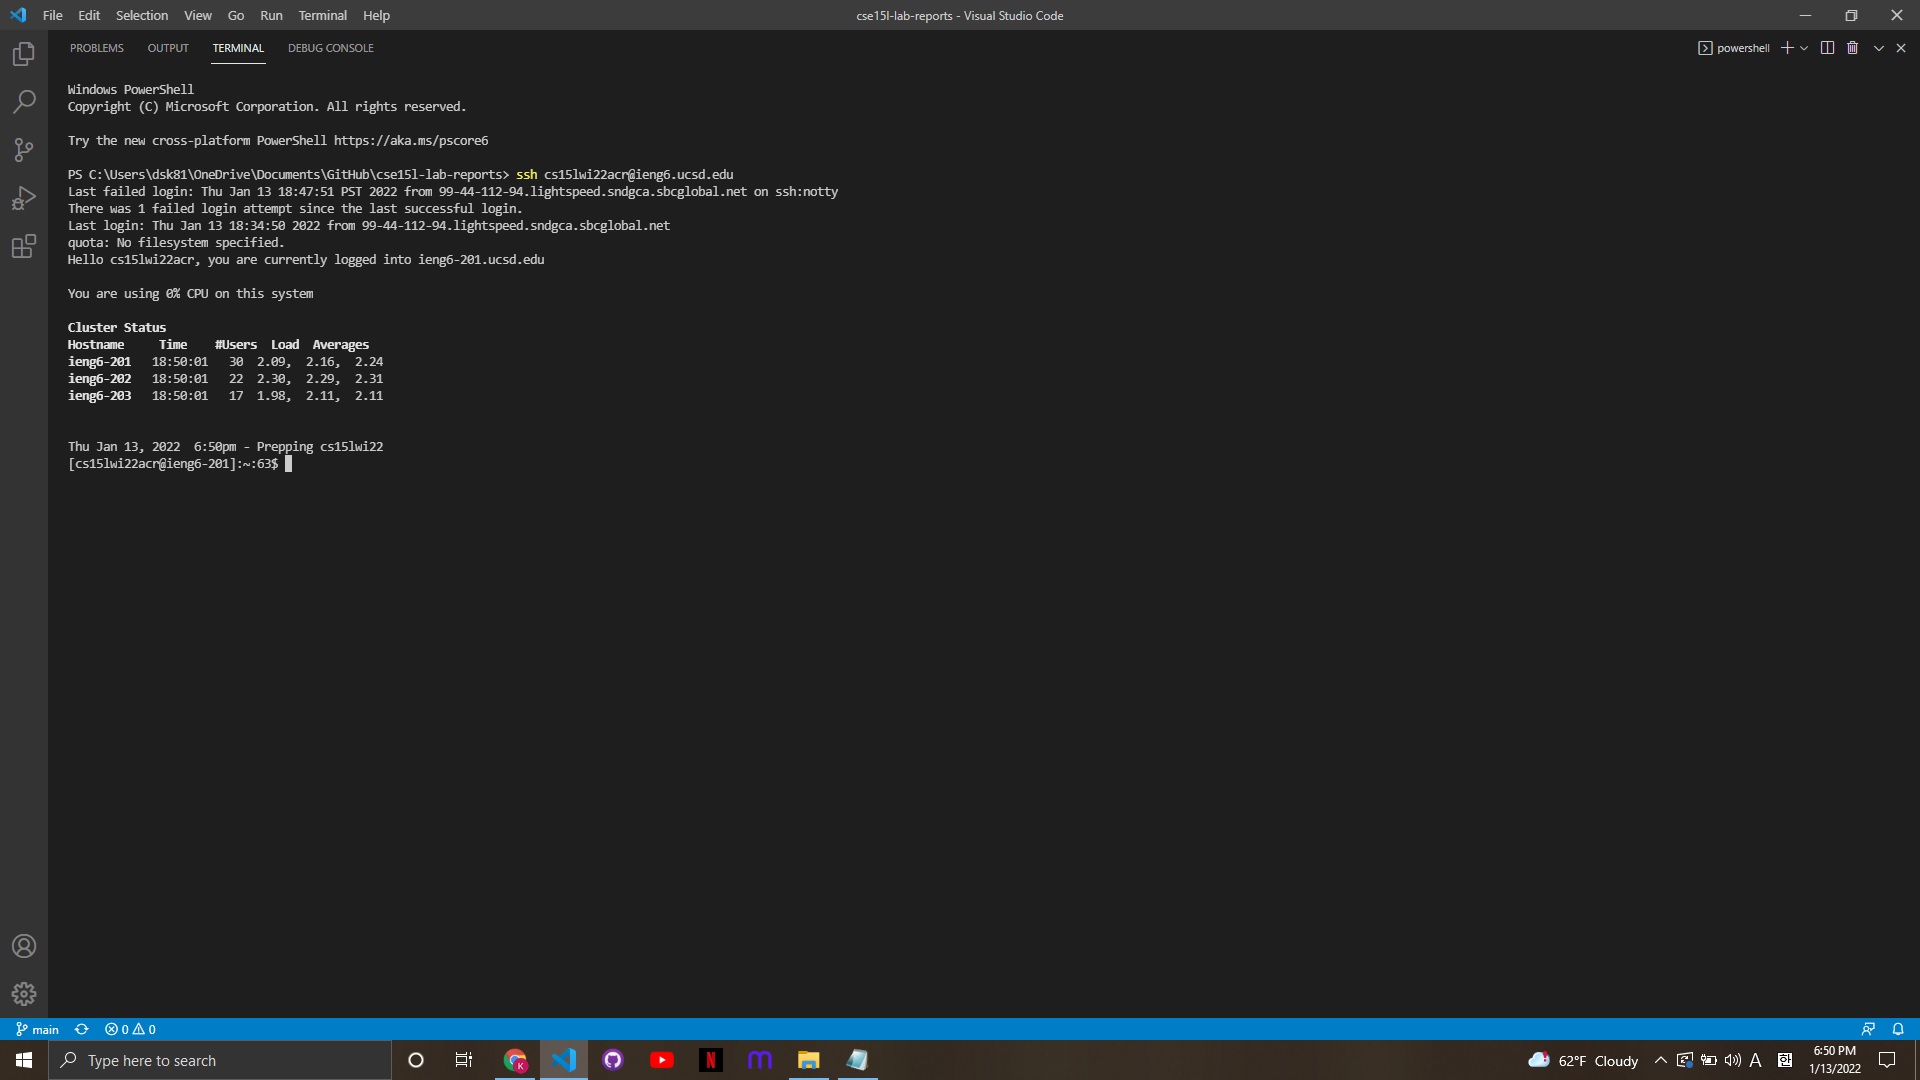 File Edit Selection View Go Run Terminal Help
cse15l-lab-reports - Visual Studio Code
PROBLEMS OUTPUT TERMINAL DEBUG CONSOLE
powershell
Windows PowerShell
Copyright (C) Microsoft Corporation. All rights reserved.
Try the new cross-platform PowerShell https://aka.ms/pscore6
PS C:\Users\dsk81\OneDrive\Documents\GitHub\cse15l-lab-reports> ssh cs15lwi22acr@ieng6.ucsd.edu
Last failed login: Thu Jan 13 18:47:51 PST 2022 from 99-44-112-94.lightspeed.sndgca.sbcglobal.net on ssh:notty
There was 1 failed login attempt since the last successful login.
Last login: Thu Jan 13 18:34:50 2022 from 99-44-112-94.lightspeed.sndgca.sbcglobal.net
quota: No filesystem specified.
Hello cs15lwi22acr, you are currently logged into ieng6-201.ucsd.edu
You are using 0% CPU on this system
Cluster Status
Hostname Time #Users Load Averages
ieng6-201 18:50:01 30 2.09, 2.16, 2.24
ieng6-202 18:50:01 22 2.30, 2.29, 2.31
ieng6-203 18:50:01 17 1.98, 2.11, 2.11
Thu Jan 13, 2022 6:50pm - Prepping cs15lwi22
[cs15lwi22acr@ieng6-201]:~:63$
main 0 0
Type here to search
K
N
m
62°F Cloudy
A
한
6:50 PM
1/13/2022